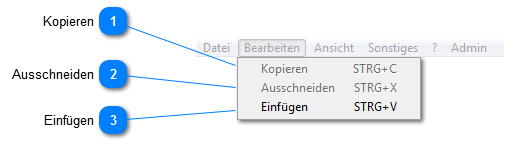 Kopieren 1
Datei Bearbeiten Ansicht Sonstiges ? Admin
Kopieren STRG+C
Ausschneiden 2
Ausschneiden STRG+X
Einfügen STRG+V
Einfügen 3